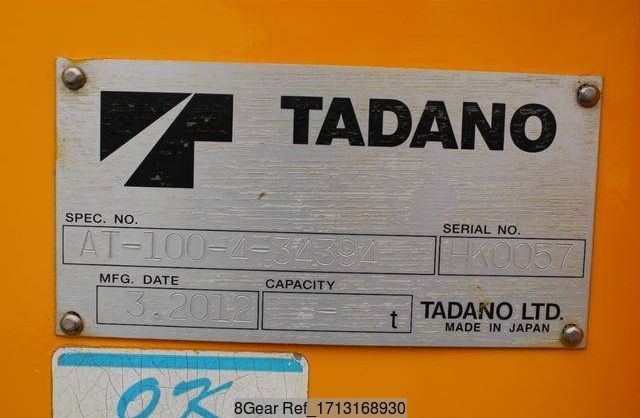 TADANO
SPEC. NO.
AT-100-4-34394
SERIAL NO.
HK0057
MFG. DATE
3.2012
CAPACITY
- t
TADANO LTD.
MADE IN JAPAN
OK
8Gear Ref_1713168930